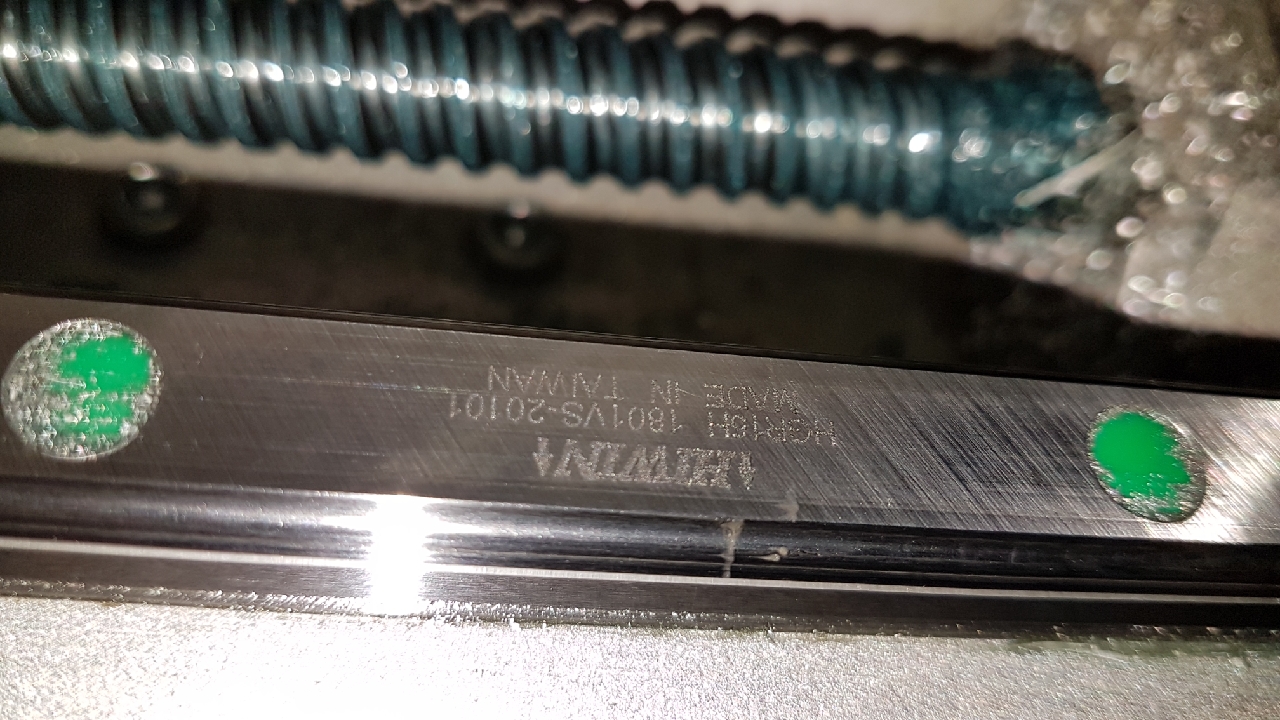 HIWIN
HGR15H 1801VS-20101
MADE IN TAIWAN